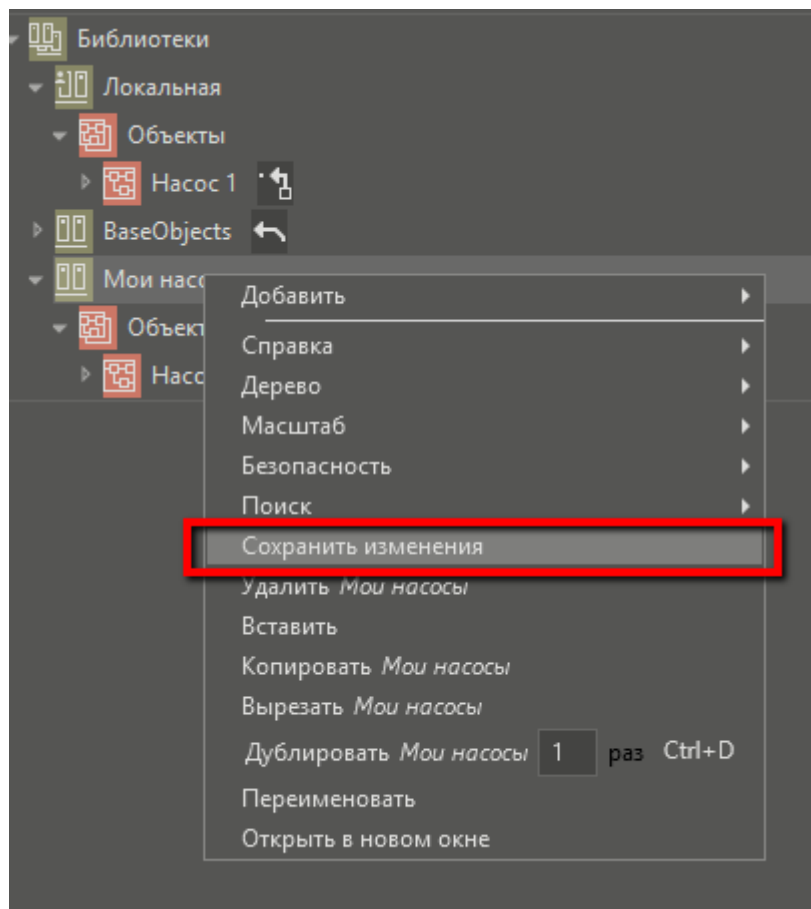 Библиотеки
Локальная
Объекты
Насос 1
BaseObjects
Мои насо
Добавить
Объект
Справка
Насо
Дерево
Масштаб
Безопасность
Поиск
Сохранить изменения
Удалить Мои насосы
Вставить
Копировать Мои насосы
Вырезать Мои насосы
Дублировать Мои насосы 1 раз Ctrl+D
Переименовать
Открыть в новом окне